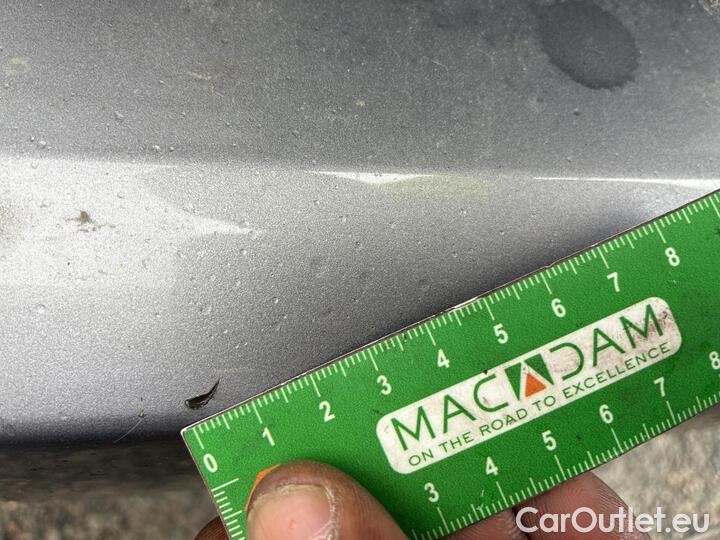 0 1 2 3 4 5 6 7 8
MACADAM
ON THE ROAD TO EXCELLENCE
3 4 5 6 7 8
CarOutlet.eu